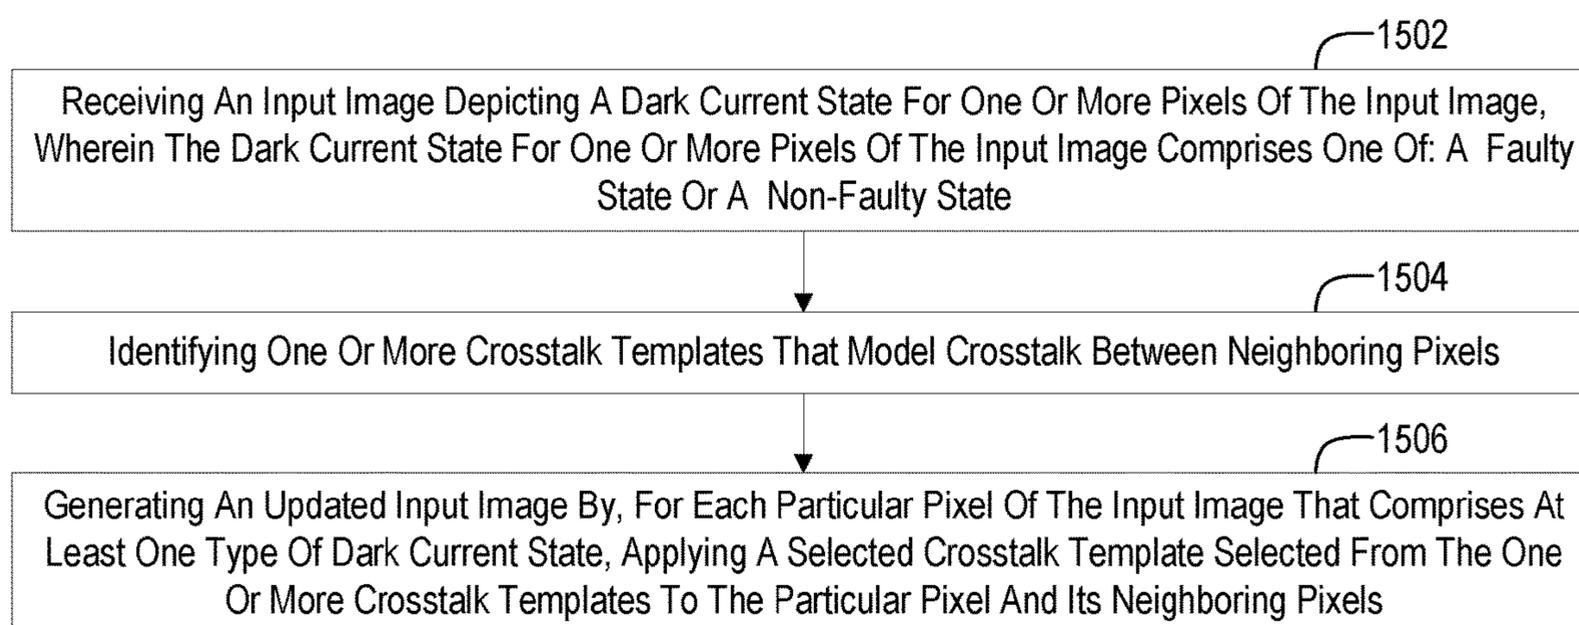 1502
Receiving An Input Image Depicting A Dark Current State For One Or More Pixels Of The Input Image,
Wherein The Dark Current State For One Or More Pixels Of The Input Image Comprises One Of: A Faulty
State Or A Non-Faulty State
1504
Identifying One Or More Crosstalk Templates That Model Crosstalk Between Neighboring Pixels
1506
Generating An Updated Input Image By, For Each Particular Pixel Of The Input Image That Comprises At
Least One Type Of Dark Current State, Applying A Selected Crosstalk Template Selected From The One
Or More Crosstalk Templates To The Particular Pixel And Its Neighboring Pixels